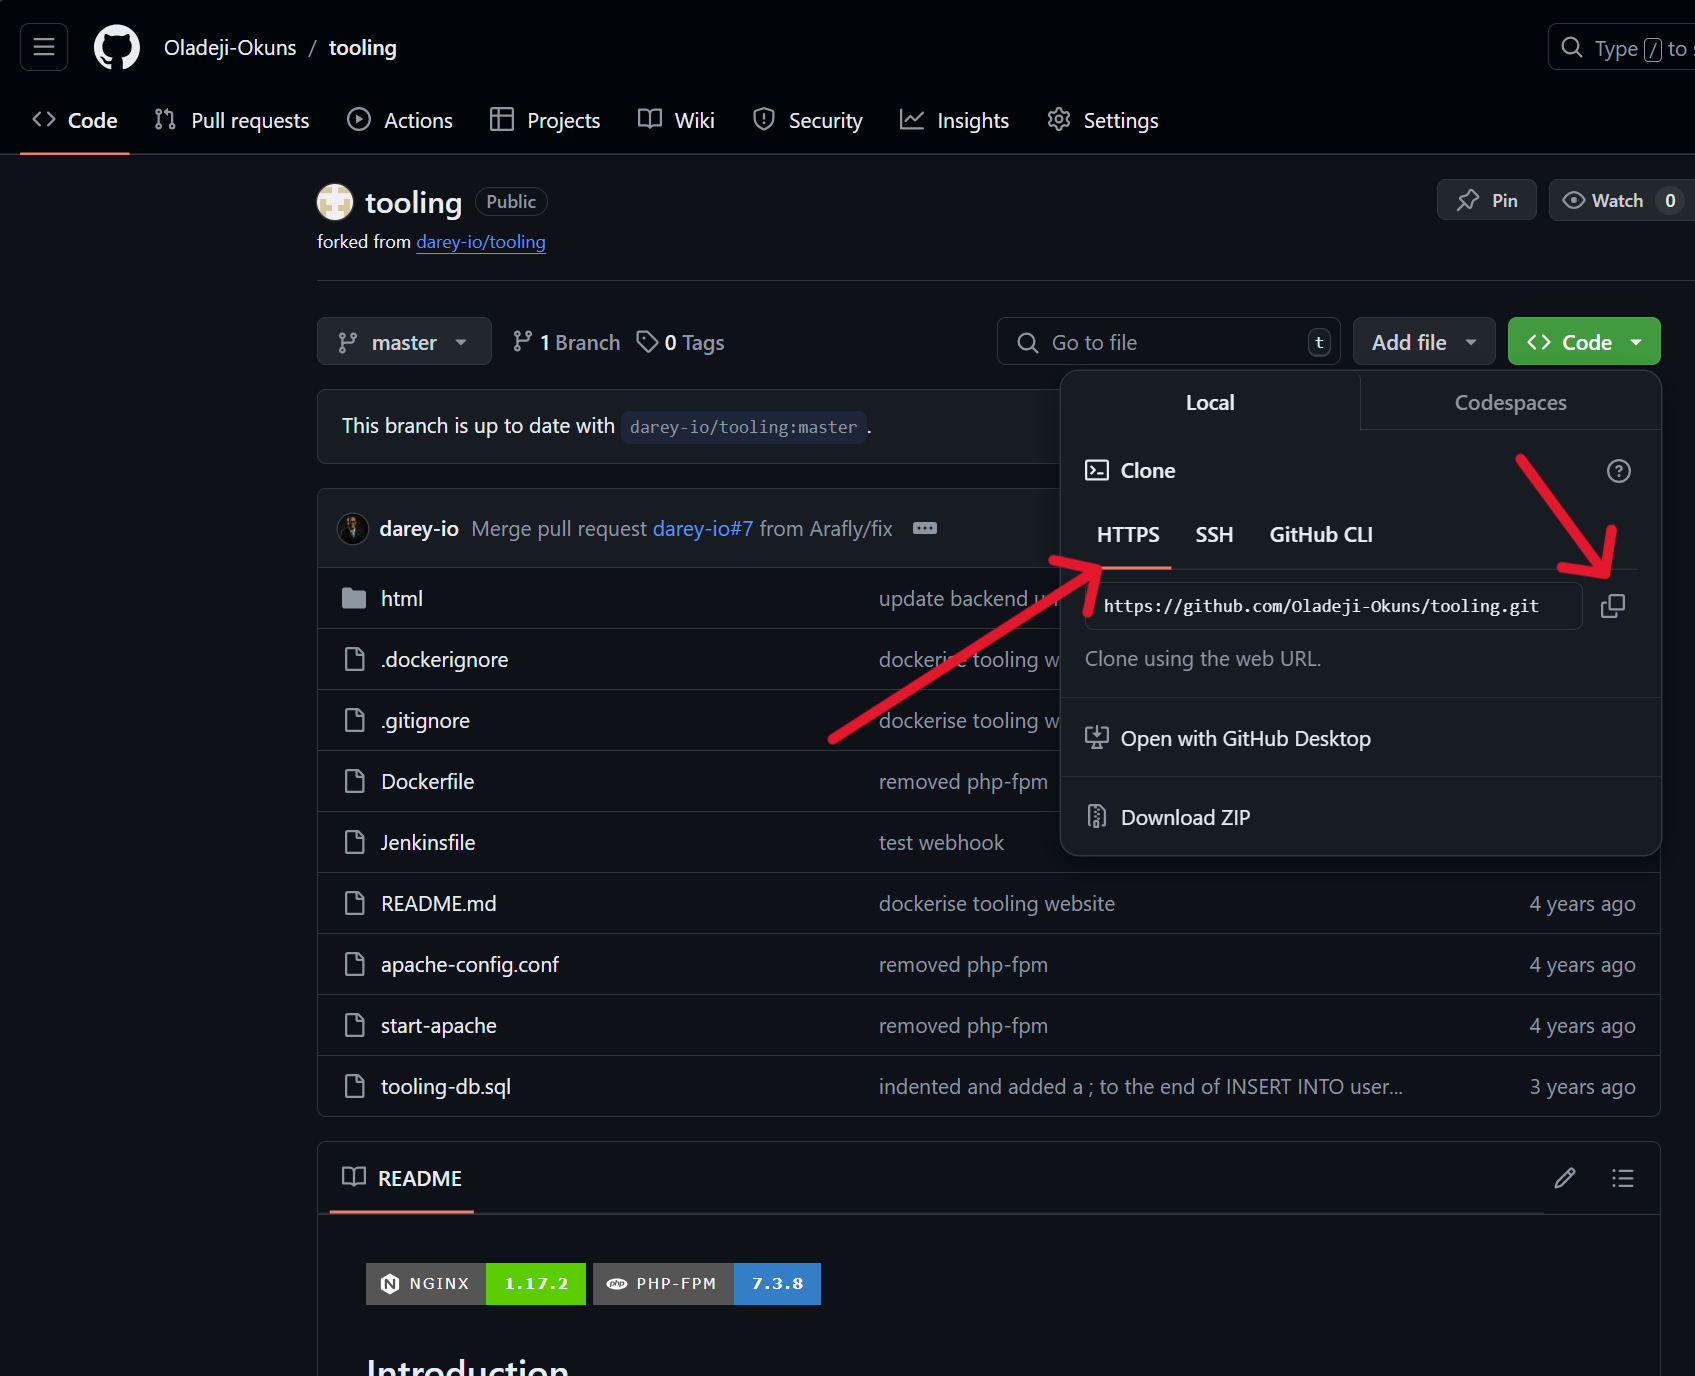 Oladeji-Okuns / tooling
Type / to
Code Pull requests Actions Projects Wiki Security Insights Settings
tooling Public
Pin Watch 0
forked from darey-io/tooling
master 1 Branch 0 Tags
Go to file t Add file Code
This branch is up to date with darey-io/tooling:master .
Local Codespaces
Clone
HTTPS SSH GitHub CLI
https://github.com/Oladeji-Okuns/tooling.git
Clone using the web URL.
Open with GitHub Desktop
Download ZIP
darey-io Merge pull request darey-io#7 from Arafly/fix
html update backend
.dockerignore dockerise tooling w
.gitignore dockerise tooling w
Dockerfile removed php-fpm
Jenkinsfile test webhook
README.md dockerise tooling website 4 years ago
apache-config.conf removed php-fpm 4 years ago
start-apache removed php-fpm 4 years ago
tooling-db.sql indented and added a ; to the end of INSERT INTO user... 3 years ago
README
NGINX 1.17.2 php PHP-FPM 7.3.8
Introduction